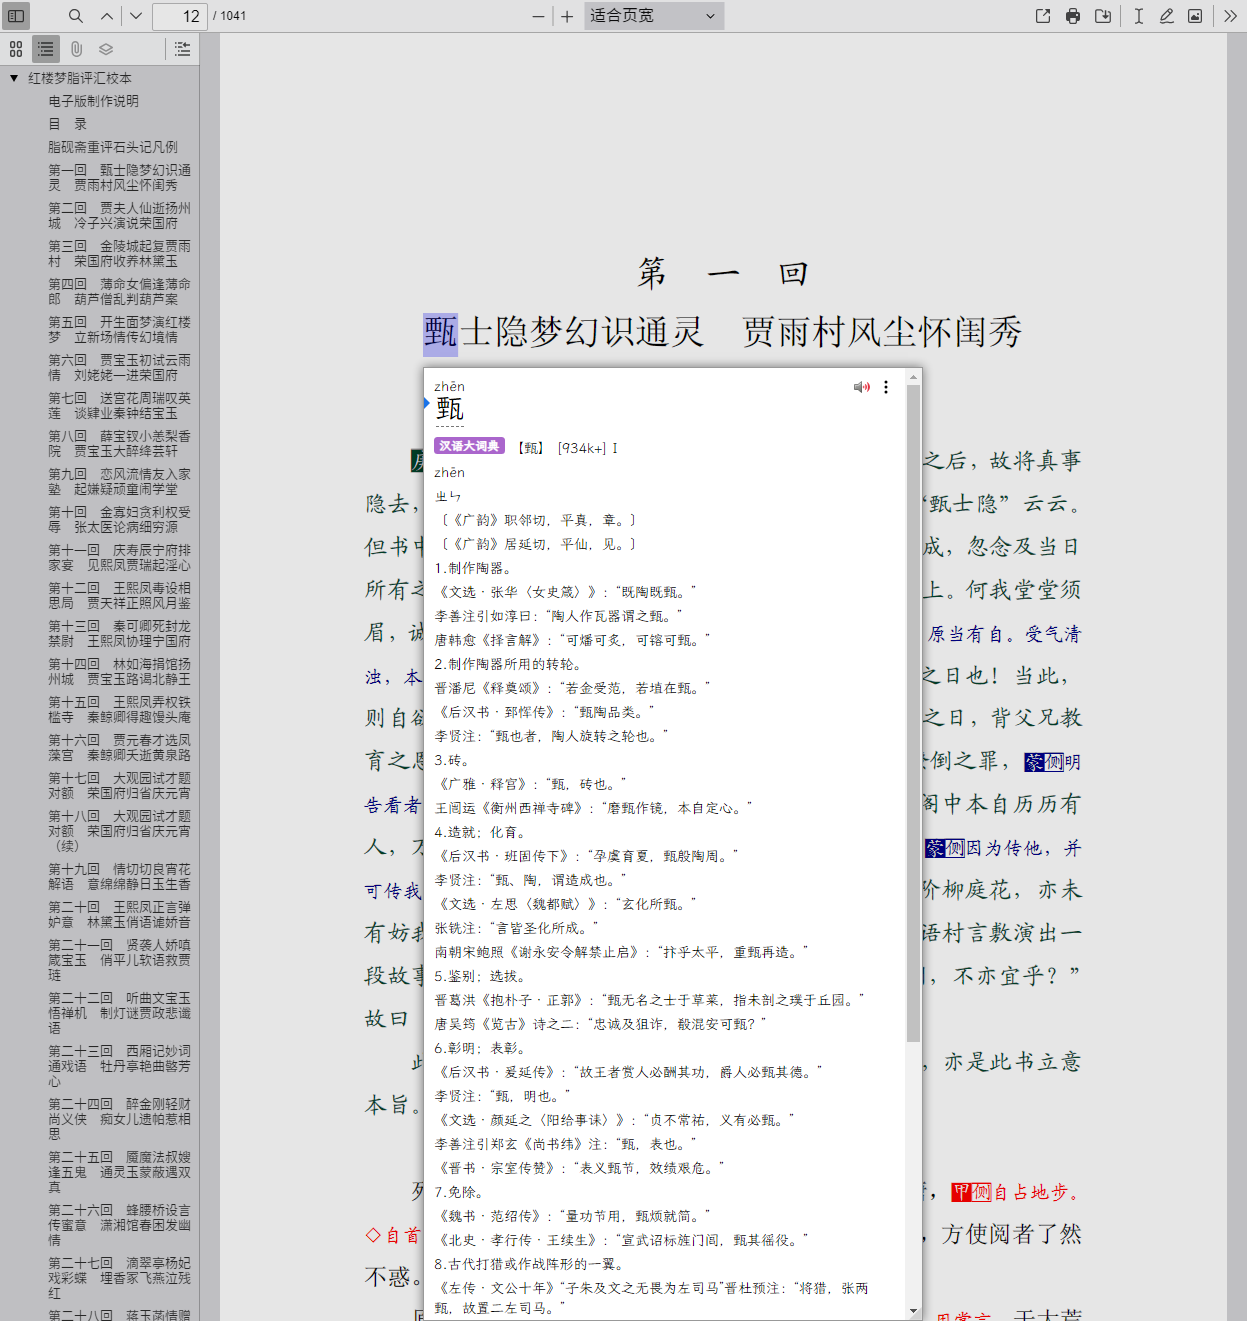 12 / 1041
适合页宽
红楼梦脂评汇校本
电子版制作说明
目 录
脂砚斋重评石头记凡例
第一回 甄士隐梦幻识通
灵 贾雨村风尘怀闺秀
第二回 贾夫人仙逝扬州
城 冷子兴演说荣国府
第三回 金陵城起复贾雨
村 荣国府收养林黛玉
第四回 薄命女偏逢薄命
郎 葫芦僧乱判葫芦案
第五回 开生面梦演红楼
梦 立新场情传幻境情
第六回 贾宝玉初试云雨
情 刘姥姥一进荣国府
第七回 送宫花周瑞叹英
莲 谈肄业秦钟结宝玉
第八回 薛宝钗小恙梨香
院 贾宝玉大醉绛芸轩
第九回 恋风流情友入家
塾 起嫌疑顽童闹学堂
第十回 金寡妇贪利权受
辱 张太医论病细穷源
第十一回 庆寿辰宁府排
家宴 见熙凤贾瑞起淫心
第十二回 王熙凤毒设相
思局 贾天祥正照风月鉴
第十三回 秦可卿死封龙
禁尉 王熙凤协理宁国府
第十四回 林如海捐馆扬
州城 贾宝玉路谒北静王
第十五回 王熙凤弄权铁
槛寺 秦鲸卿得趣馒头庵
第十六回 贾元春才选凤
藻宫 秦鲸卿夭逝黄泉路
第十七回 大观园试才题
对额 荣国府归省庆元宵
第十八回 大观园试才题
对额 荣国府归省庆元宵
（续）
第十九回 情切切良宵花
解语 意绵绵静日玉生香
第二十回 王熙凤正言弹
妒意 林黛玉俏语谑娇音
第二十一回 贤袭人娇嗔
箴宝玉 俏平儿软语救贾
琏
第二十二回 听曲文宝玉
悟禅机 制灯谜贾政悲谶
语
第二十三回 西厢记妙词
通戏语 牡丹亭艳曲警芳
心
第二十四回 醉金刚轻财
尚义侠 痴女儿遗帕惹相
思
第二十五回 魇魔法叔嫂
逢五鬼 通灵玉蒙蔽遇双
真
第二十六回 蜂腰桥设言
传蜜意 潇湘馆春困发幽
情
第二十七回 滴翠亭杨妃
戏彩蝶 埋香冢飞燕泣残
红
第二十八回 蒋玉菡情赠
第 一 回
甄士隐梦幻识通灵 贾雨村风尘怀闺秀
zhēn
甄
汉语大词典 【甄】 [934k+] Ⅰ
zhēn
ㄓㄣ
〔《广韵》职邻切，平真，章。〕
〔《广韵》居延切，平仙，见。〕
1.制作陶器。
《文选·张华〈女史箴〉》：“既陶既甄。”
李善注引如淳曰：“陶人作瓦器谓之甄。”
唐韩愈《择言解》：“可燔可炙，可镕可甄。”
2.制作陶器所用的转轮。
晋潘尼《释奠颂》：“若金受范，若埴在甄。”
《后汉书·郅恽传》：“甄陶品类。”
李贤注：“甄也者，陶人旋转之轮也。”
3.砖。
《广雅·释宫》：“甄，砖也。”
王闿运《衡州西禅寺碑》：“磨甄作镜，本自定心。”
4.造就；化育。
《后汉书·班固传下》：“孕虞育夏，甄殷陶周。”
李贤注：“甄、陶，谓造成也。”
《文选·左思〈魏都赋〉》：“玄化所甄。”
张铣注：“言皆圣化所成。”
南朝宋鲍照《谢永安令解禁止启》：“抃乎太平，重甄再造。”
5.鉴别；选拔。
晋葛洪《抱朴子·正郭》：“甄无名之士于草莱，指未剖之璞于丘园。”
唐吴筠《览古》诗之二：“忠诚及狙诈，殽混安可甄？”
6.彰明；表彰。
《后汉书·爰延传》：“故王者赏人必酬其功，爵人必甄其德。”
李贤注：“甄，明也。”
《文选·颜延之〈阳给事诔〉》：“贞不常祐，义有必甄。”
李善注引郑玄《尚书纬》注：“甄，表也。”
《晋书·宗室传赞》：“表义甄节，效绩艰危。”
7.免除。
《魏书·范绍传》：“量功节用，甄烦就简。”
《北史·孝行传·王续生》：“宣武诏标旌门闾，甄其徭役。”
8.古代打猎或作战阵形的一翼。
《左传·文公十年》“子朱及文之无畏为左司马”晋杜预注：“将猎，张两
甄，故置二左司马。”
之后，故将真事
隐去， “甄士隐”云云。
但书中 成，忽念及当日
所有之 上。何我堂堂须
眉，诚 原当有自。受气清
浊，本 之日也！当此，
则自欲 之日，背父兄教
育之恩 倒之罪，蒙侧明
告看者 阁中本自历历有
人，万 蒙侧因为传他，并
可传我 阶柳庭花，亦未
有妨我 语村言敷演出一
段故事 ，不亦宜乎？”
故曰
此 ，亦是此书立意
本旨。
列 ，甲侧自占地步。
◇自首 ，方使阅者了然
不惑。